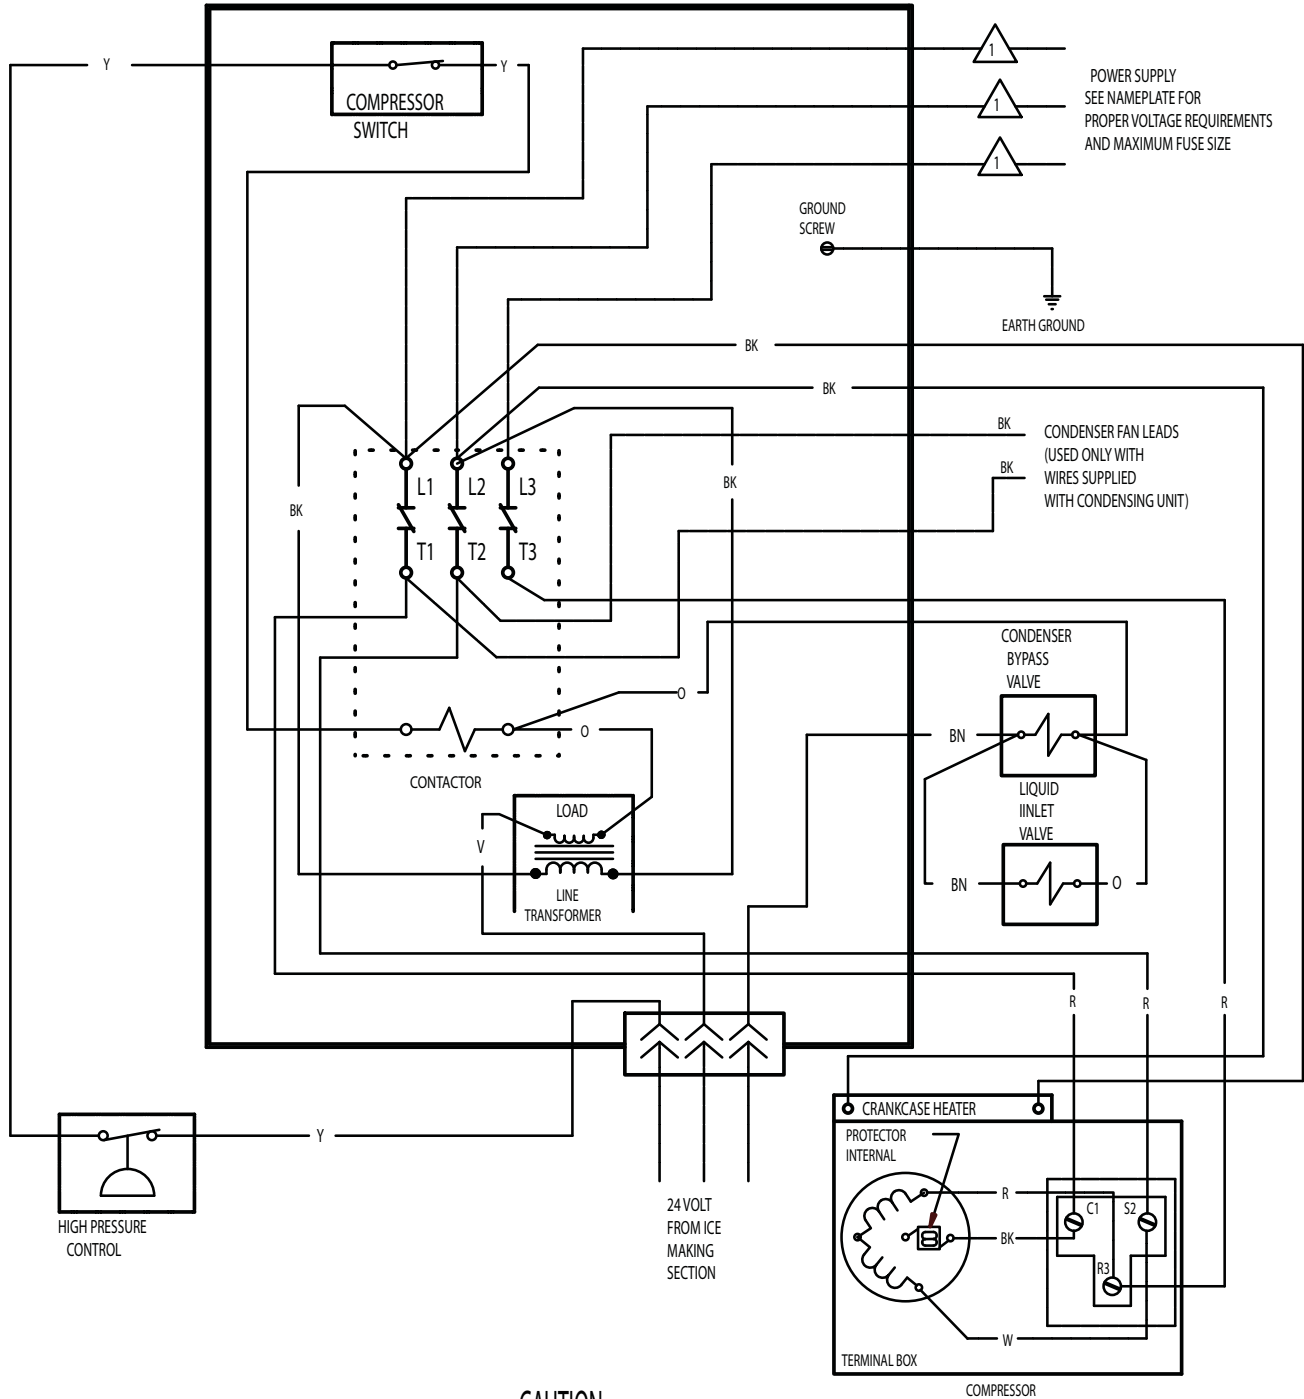 Y
Y
COMPRESSOR
SWITCH
1
1
1
POWER SUPPLY
SEE NAMEPLATE FOR
PROPER VOLTAGE REQUIREMENTS
AND MAXIMUM FUSE SIZE
GROUND
SCREW
EARTH GROUND
BK
BK
BK
BK
CONDENSER FAN LEADS
(USED ONLY WITH
WIRES SUPPLIED
WITH CONDENSING UNIT)
BK
BK
L1
L2
L3
T1
T2
T3
O
O
CONTACTOR
CONDENSER
BYPASS
VALVE
BN
LIQUID
IINLET
VALVE
BN
O
LOAD
V
LINE
TRANSFORMER
R
R
R
Y
HIGH PRESSURE
CONTROL
24 VOLT
FROM ICE
MAKING
SECTION
CRANKCASE HEATER
PROTECTOR
INTERNAL
R
BK
W
C1
S2
R3
TERMINAL BOX
COMPRESSOR
CAUTION